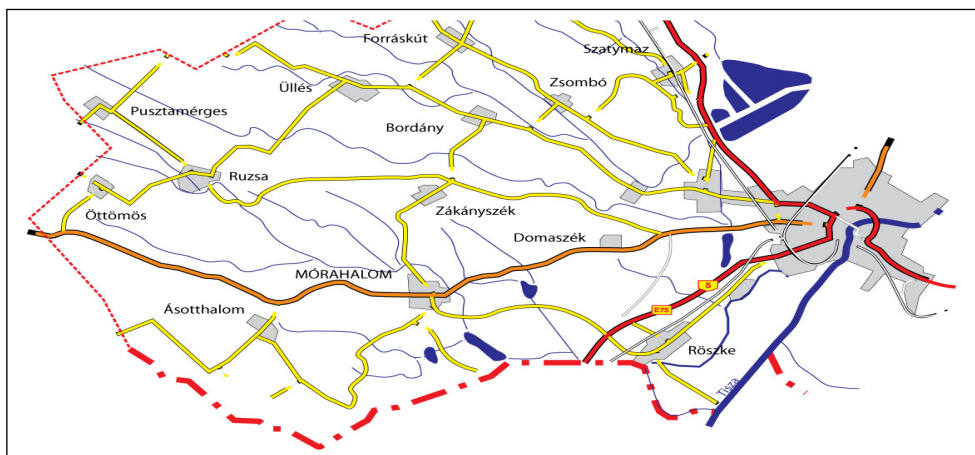 Forráskút
Szatymaz
Üllés
Zsombó
Pusztamérges
Bordány
Ruzsa
Öttömös
Zákányszék
Domaszék
MÓRAHALOM
5
E75
Ásotthalom
Röszke
Tisza